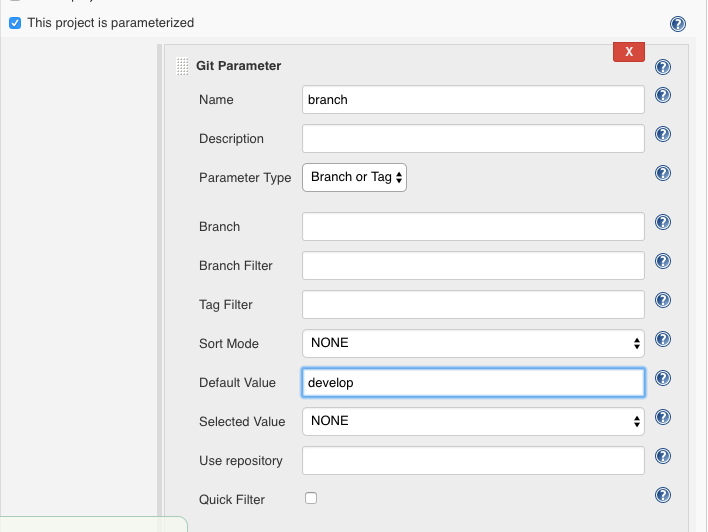 This project is parameterized
X
Git Parameter
Name branch
Description
Parameter Type Branch or Tag
Branch
Branch Filter
Tag Filter
Sort Mode NONE
Default Value develop
Selected Value NONE
Use repository
Quick Filter